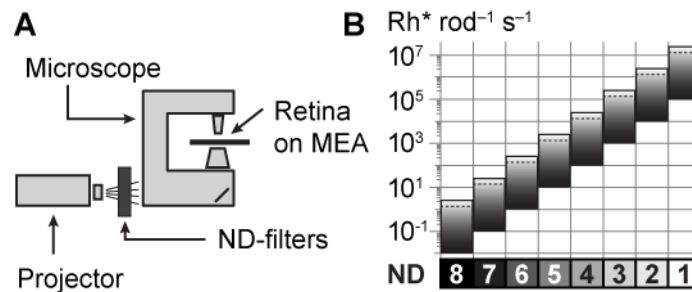 A
Microscope
Retina
on MEA
ND-filters
Projector
B
Rh* rod⁻¹ s⁻¹
10⁷
10⁵
10³
10¹
10⁻¹
ND 8 7 6 5 4 3 2 1